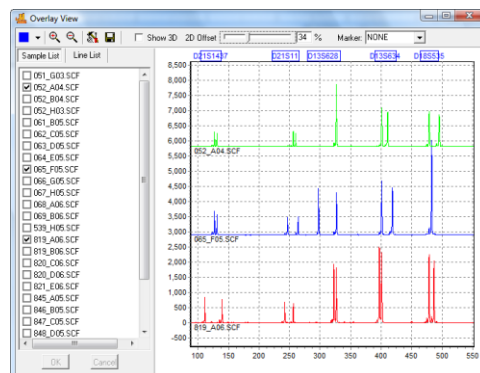 Overlay View
Show 3D 2D Offset 34 % Marker: NONE
Sample List Line List
D21S1437 D21S11 D13S628 D13S634 D18S535
051_G03.SCF
052_A04.SCF
052_B04.SCF
052_H03.SCF
061_B05.SCF
062_C05.SCF
063_D05.SCF
064_E05.SCF
065_F05.SCF
066_G05.SCF
067_H05.SCF
068_A06.SCF
069_B06.SCF
539_H05.SCF
819_A06.SCF
819_B06.SCF
820_C06.SCF
820_D06.SCF
821_E06.SCF
845_A05.SCF
846_B05.SCF
847_C05.SCF
848_D05.SCF
OK Cancel
8,500
8,000
7,500
7,000
6,500
6,000
052_A04.SCF
5,500
5,000
4,500
4,000
3,500
3,000
065_F05.SCF
2,500
2,000
1,500
1,000
500
0
819_A06.SCF
-500
100 150 200 250 300 350 400 450 500 550